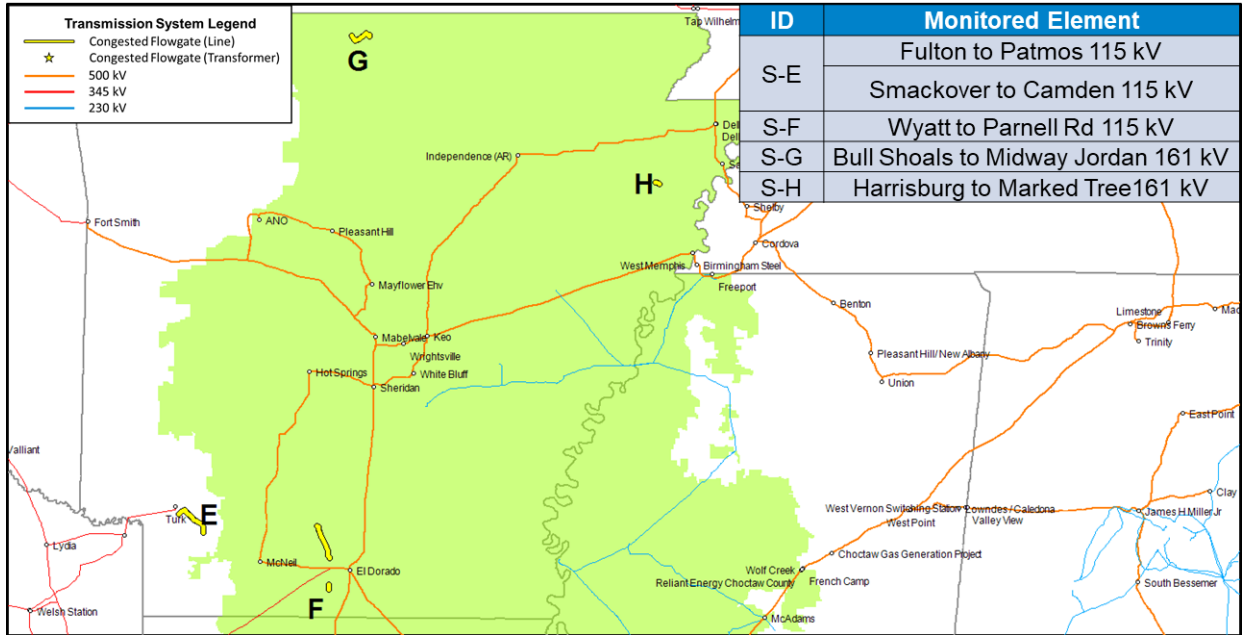 Transmission System Legend
Congested Flowgate (Line)
Congested Flowgate (Transformer)
500 kV
345 kV
230 kV
ID Monitored Element
S-E Fulton to Patmos 115 kV
Smackover to Camden 115 kV
S-F Wyatt to Parnell Rd 115 kV
S-G Bull Shoals to Midway Jordan 161 kV
S-H Harrisburg to Marked Tree161 kV
Tap Wilhelm
G
Dell
Independence (AR)
H
Shelby
Fort Smith
ANO
Pleasant Hill
Cordova
West Memphis
Birmingham Steel
Freeport
Mayflower Ehv
Benton
Limestone
Browns Ferry
Trinity
Mabelvale
Keo
Wrightsville
Pleasant Hill/New Albany
Hot Springs
White Bluff
Sheridan
Union
East Point
Valliant
Clay
Turk
E
West Vernon Switching Station
Lowndes / Caledonia
James H Miller Jr
West Point
Valley View
Lydia
McNeil
El Dorado
Choctaw Gas Generation Project
Wolf Creek
Reliant Energy Choctaw County
French Camp
South Bessemer
F
Welsh Station
McAdams